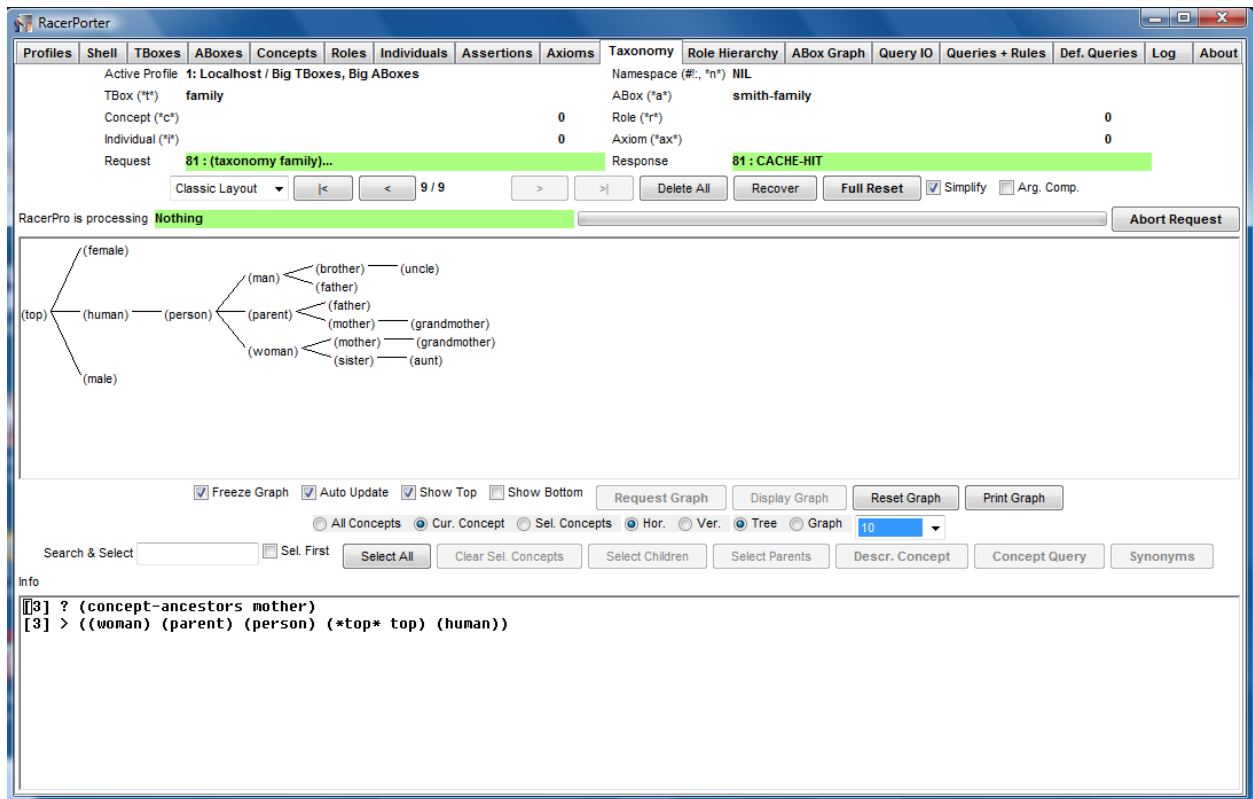 RacerPorter
Profiles Shell TBoxes ABoxes Concepts Roles Individuals Assertions Axioms Taxonomy Role Hierarchy ABox Graph Query IO Queries + Rules Def. Queries Log About
Active Profile 1: Localhost / Big TBoxes, Big ABoxes Namespace (#!:, *n*) NIL
TBox (*t*) family ABox (*a*) smith-family
Concept (*c*) 0 Role (*r*) 0
Individual (*i*) 0 Axiom (*ax*) 0
Request 81 : (taxonomy family)... Response 81 : CACHE-HIT
Classic Layout |< < 9 / 9 > >| Delete All Recover Full Reset Simplify Arg. Comp.
RacerPro is processing Nothing Abort Request
(female)
(brother) (uncle)
(man)
(father)
(father)
(top) (human) (person) (parent)
(mother) (grandmother)
(mother) (grandmother)
(woman)
(sister) (aunt)
(male)
Freeze Graph Auto Update Show Top Show Bottom Request Graph Display Graph Reset Graph Print Graph
All Concepts Cur. Concept Sel. Concepts Hor. Ver. Tree Graph 10
Search & Select Sel. First Select All Clear Sel. Concepts Select Children Select Parents Descr. Concept Concept Query Synonyms
Info
[3] ? (concept-ancestors mother)
[3] > ((woman) (parent) (person) (*top* top) (human))